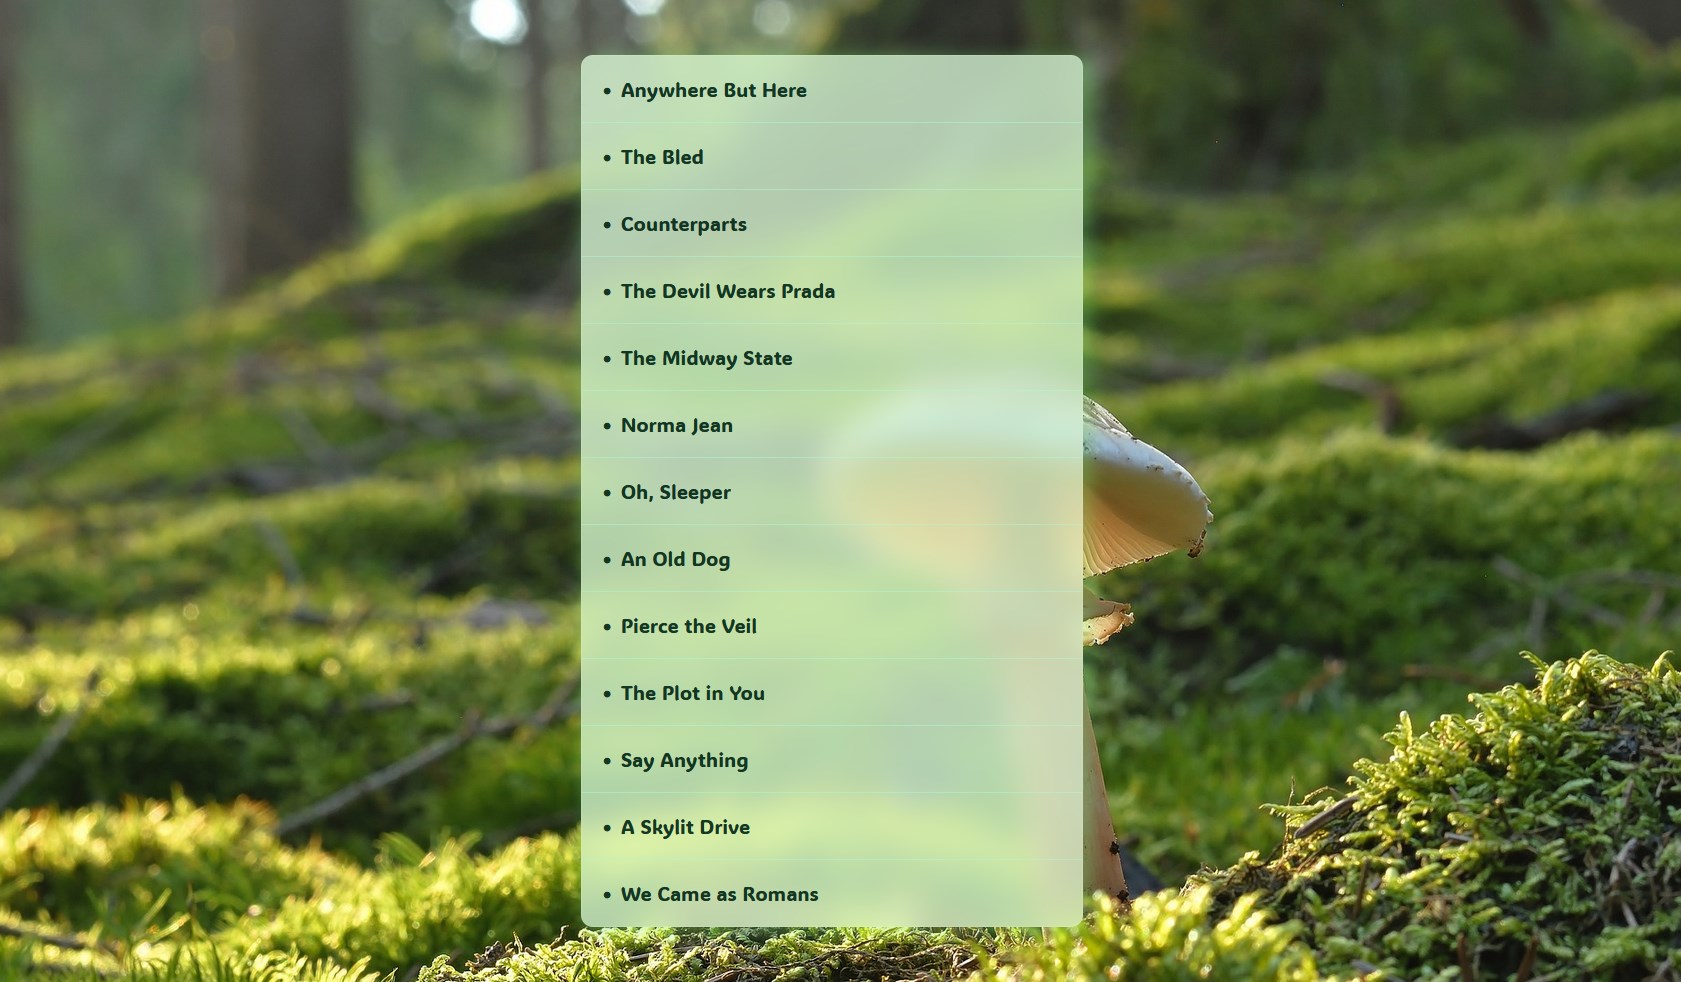 • Anywhere But Here
• The Bled
• Counterparts
• The Devil Wears Prada
• The Midway State
• Norma Jean
• Oh, Sleeper
• An Old Dog
• Pierce the Veil
• The Plot in You
• Say Anything
• A Skylit Drive
• We Came as Romans